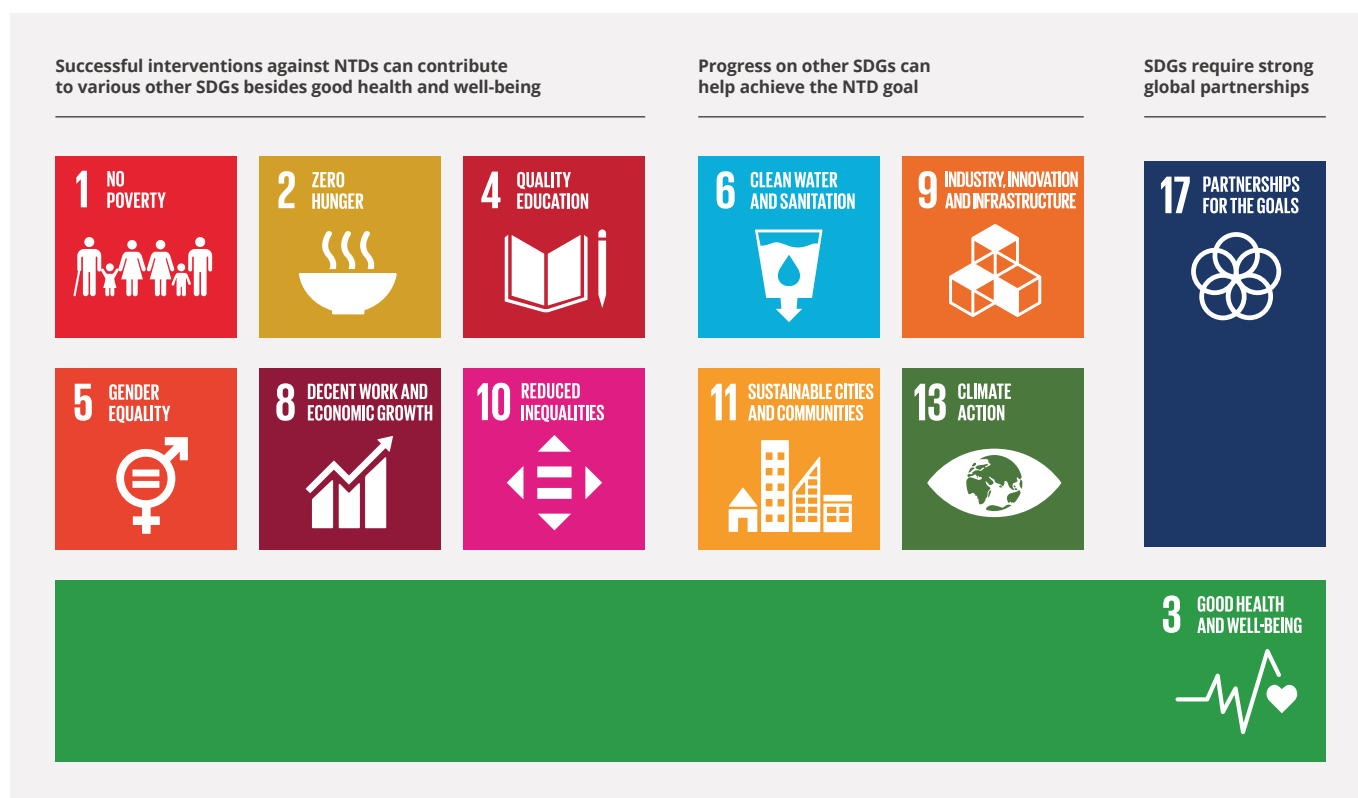 Successful interventions against NTDs can contribute
to various other SDGs besides good health and well-being
Progress on other SDGs can
help achieve the NTD goal
SDGs require strong
global partnerships
1 NO
POVERTY
2 ZERO
HUNGER
4 QUALITY
EDUCATION
6 CLEAN WATER
AND SANITATION
9 INDUSTRY, INNOVATION
AND INFRASTRUCTURE
17 PARTNERSHIPS
FOR THE GOALS
5 GENDER
EQUALITY
8 DECENT WORK AND
ECONOMIC GROWTH
10 REDUCED
INEQUALITIES
11 SUSTAINABLE CITIES
AND COMMUNITIES
13 CLIMATE
ACTION
3 GOOD HEALTH
AND WELL-BEING